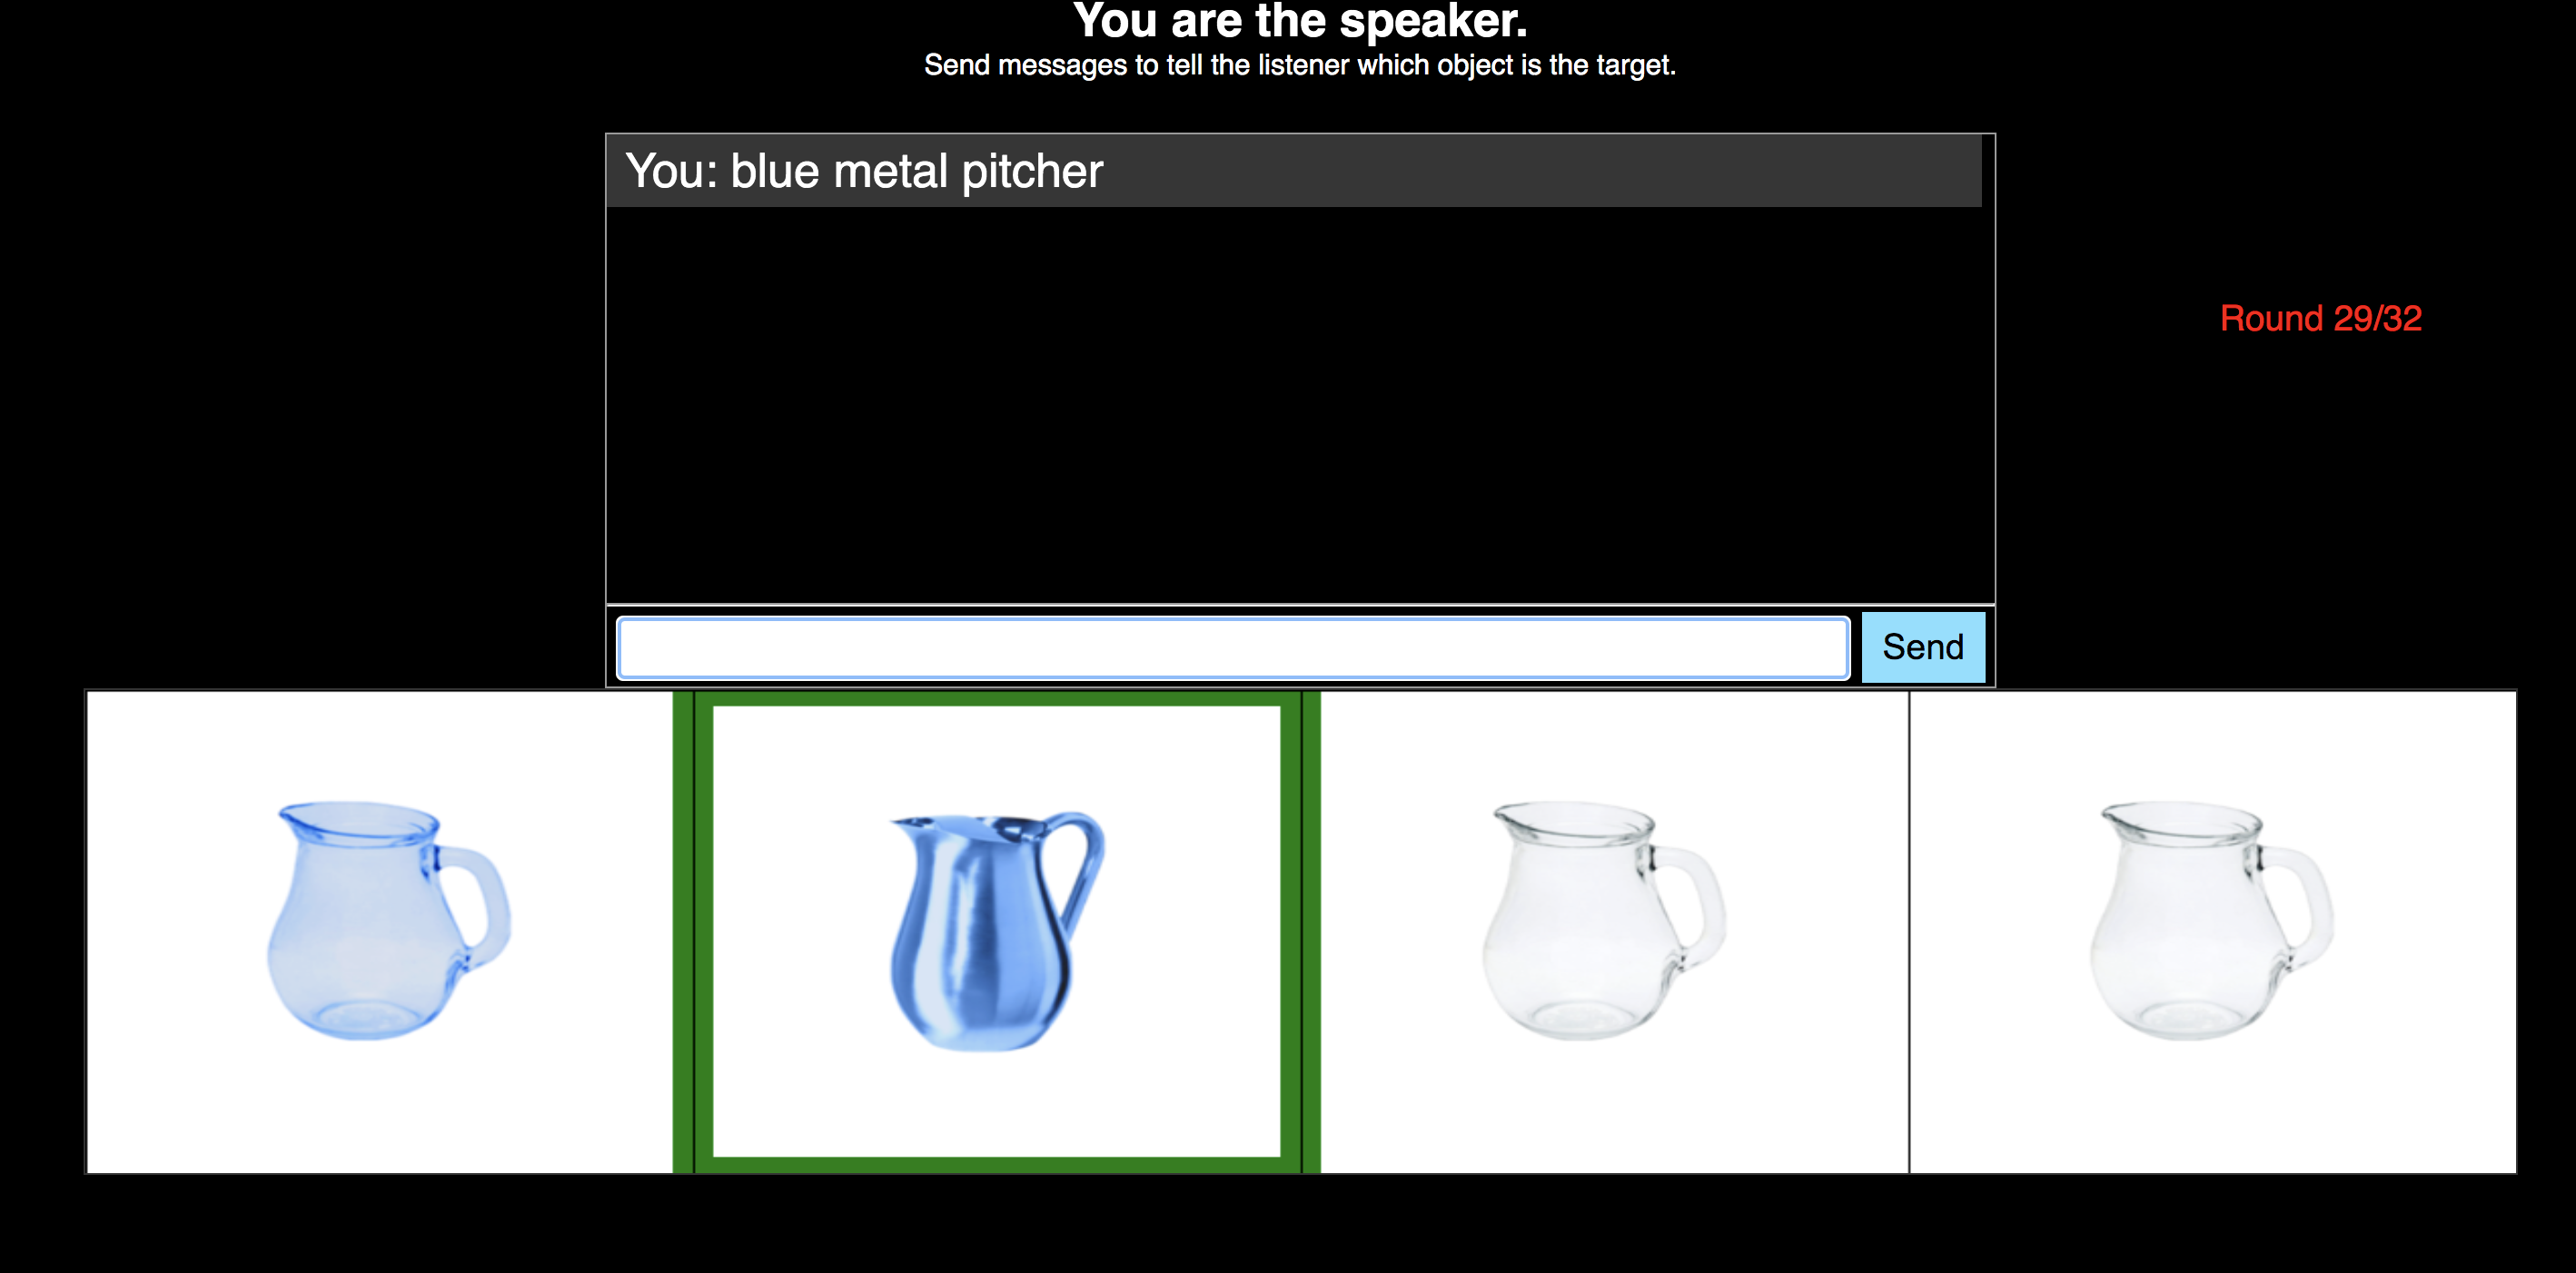 You are the speaker.
Send messages to tell the listener which object is the target.
You: blue metal pitcher
Round 29/32
Send